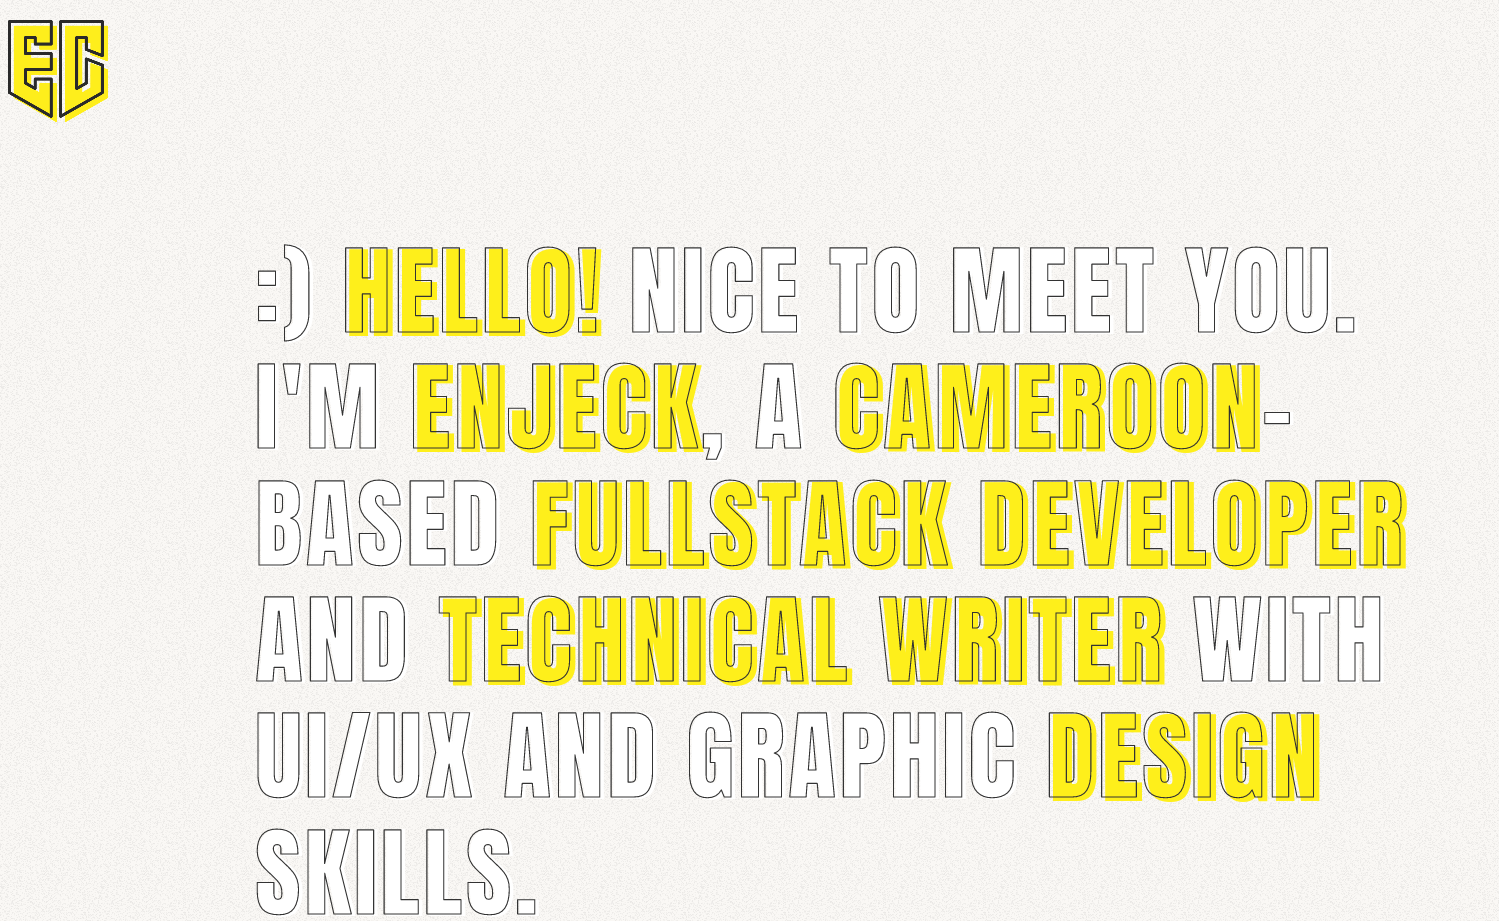 EC
:) HELLO! NICE TO MEET YOU.
I'M ENJECK, A CAMEROON-
BASED FULLSTACK DEVELOPER
AND TECHNICAL WRITER WITH
UI/UX AND GRAPHIC DESIGN
SKILLS.